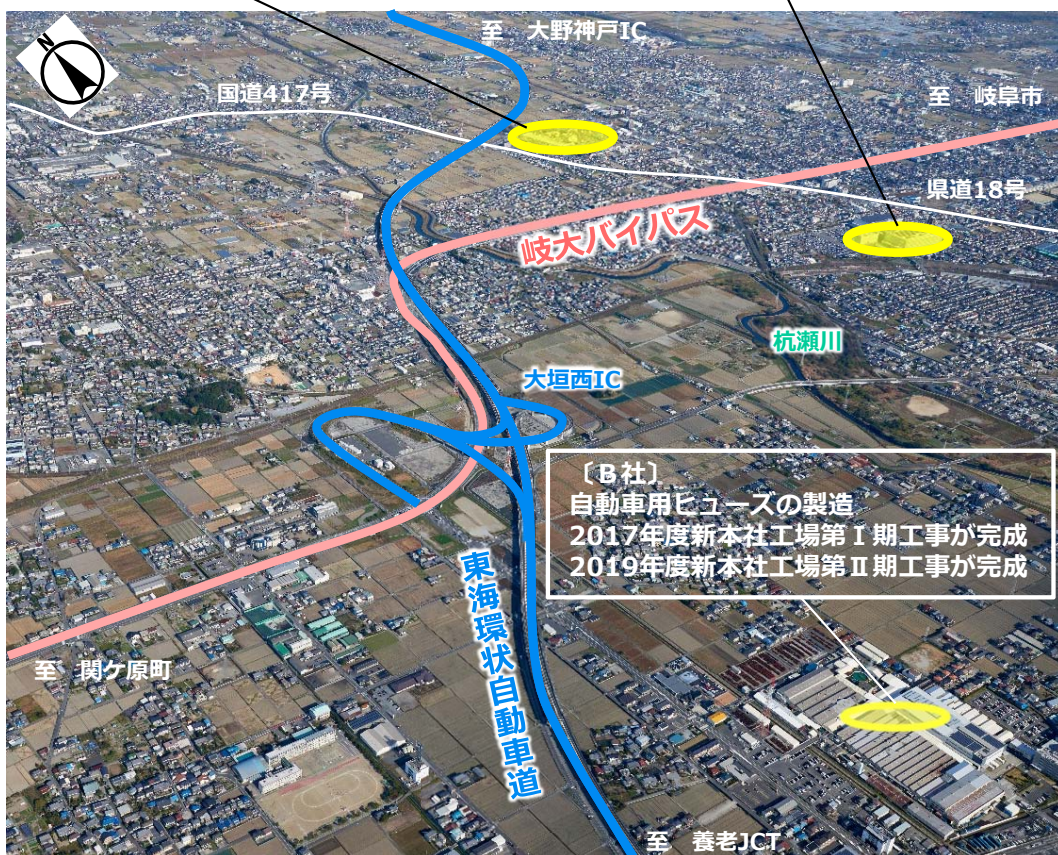 N
至 大野神戸IC
国道417号
至 岐阜市
県道18号
岐大バイパス
杭瀬川
大垣西IC
〔B社〕
自動車用ヒューズの製造
2017年度新本社工場第Ⅰ期工事が完成
2019年度新本社工場第Ⅱ期工事が完成
東海環状自動車道
至 関ケ原町
至 養老JCT